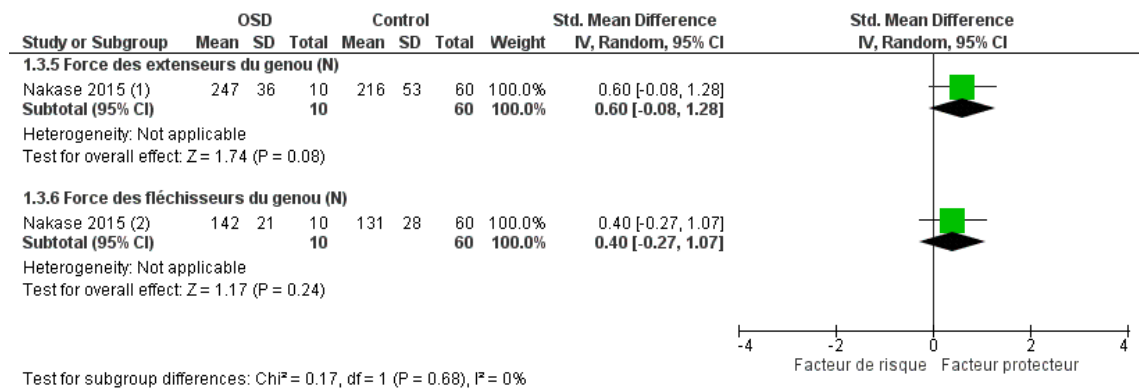 OSD Control Std. Mean Difference Std. Mean Difference
Study or Subgroup Mean SD Total Mean SD Total Weight IV, Random, 95% CI IV, Random, 95% CI
1.3.5 Force des extenseurs du genou (N)
Nakase 2015 (1) 247 36 10 216 53 60 100.0% 0.60 [-0.08, 1.28]
Subtotal (95% CI) 10 60 100.0% 0.60 [-0.08, 1.28]
Heterogeneity: Not applicable
Test for overall effect: Z = 1.74 (P = 0.08)
1.3.6 Force des fléchisseurs du genou (N)
Nakase 2015 (2) 142 21 10 131 28 60 100.0% 0.40 [-0.27, 1.07]
Subtotal (95% CI) 10 60 100.0% 0.40 [-0.27, 1.07]
Heterogeneity: Not applicable
Test for overall effect: Z = 1.17 (P = 0.24)
-4 -2 0 2 4
Facteur de risque Facteur protecteur
Test for subgroup differences: Chi² = 0.17, df = 1 (P = 0.68), I² = 0%